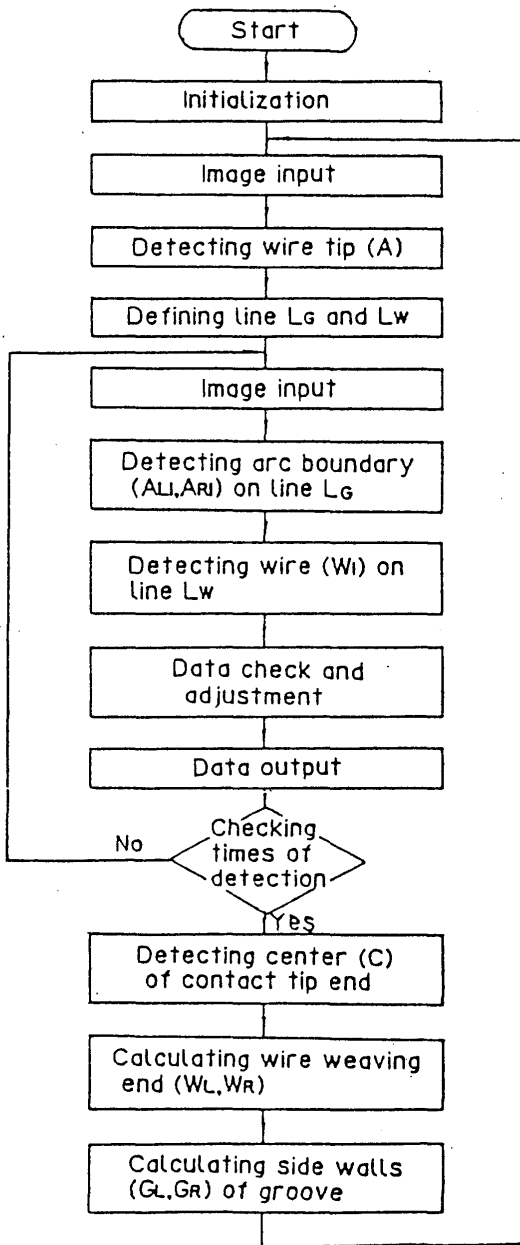 Start
Initialization
Image input
Detecting wire tip (A)
Defining line LG and LW
Image input
Detecting arc boundary
(ALI,ARI) on line LG
Detecting wire (WI) on
line LW
Data check and
adjustment
Data output
Checking
times of
detection
No
Yes
Detecting center (C)
of contact tip end
Calculating wire weaving
end (WL,WR)
Calculating side walls
(GL,GR) of groove